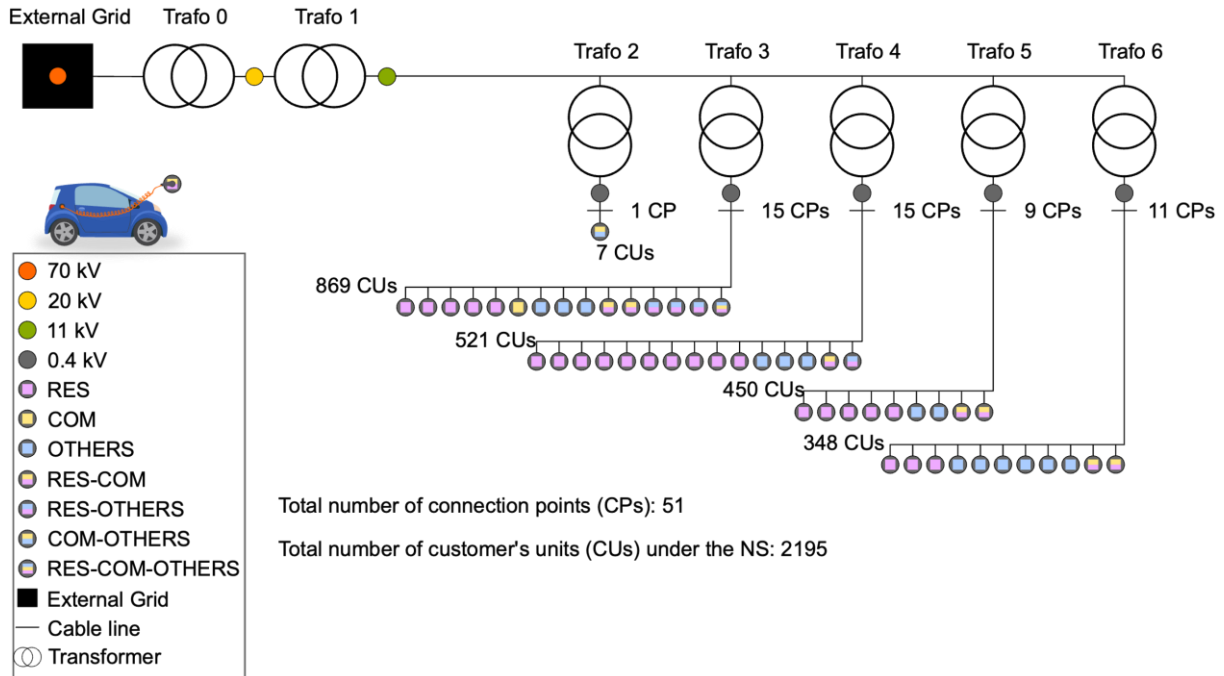 External Grid
Trafo 0
Trafo 1
Trafo 2
Trafo 3
Trafo 4
Trafo 5
Trafo 6
1 CP
15 CPs
15 CPs
9 CPs
11 CPs
7 CUs
869 CUs
521 CUs
450 CUs
348 CUs
70 kV
20 kV
11 kV
0.4 kV
RES
COM
OTHERS
RES-COM
RES-OTHERS
COM-OTHERS
RES-COM-OTHERS
External Grid
Cable line
Transformer
Total number of connection points (CPs): 51
Total number of customer's units (CUs) under the NS: 2195